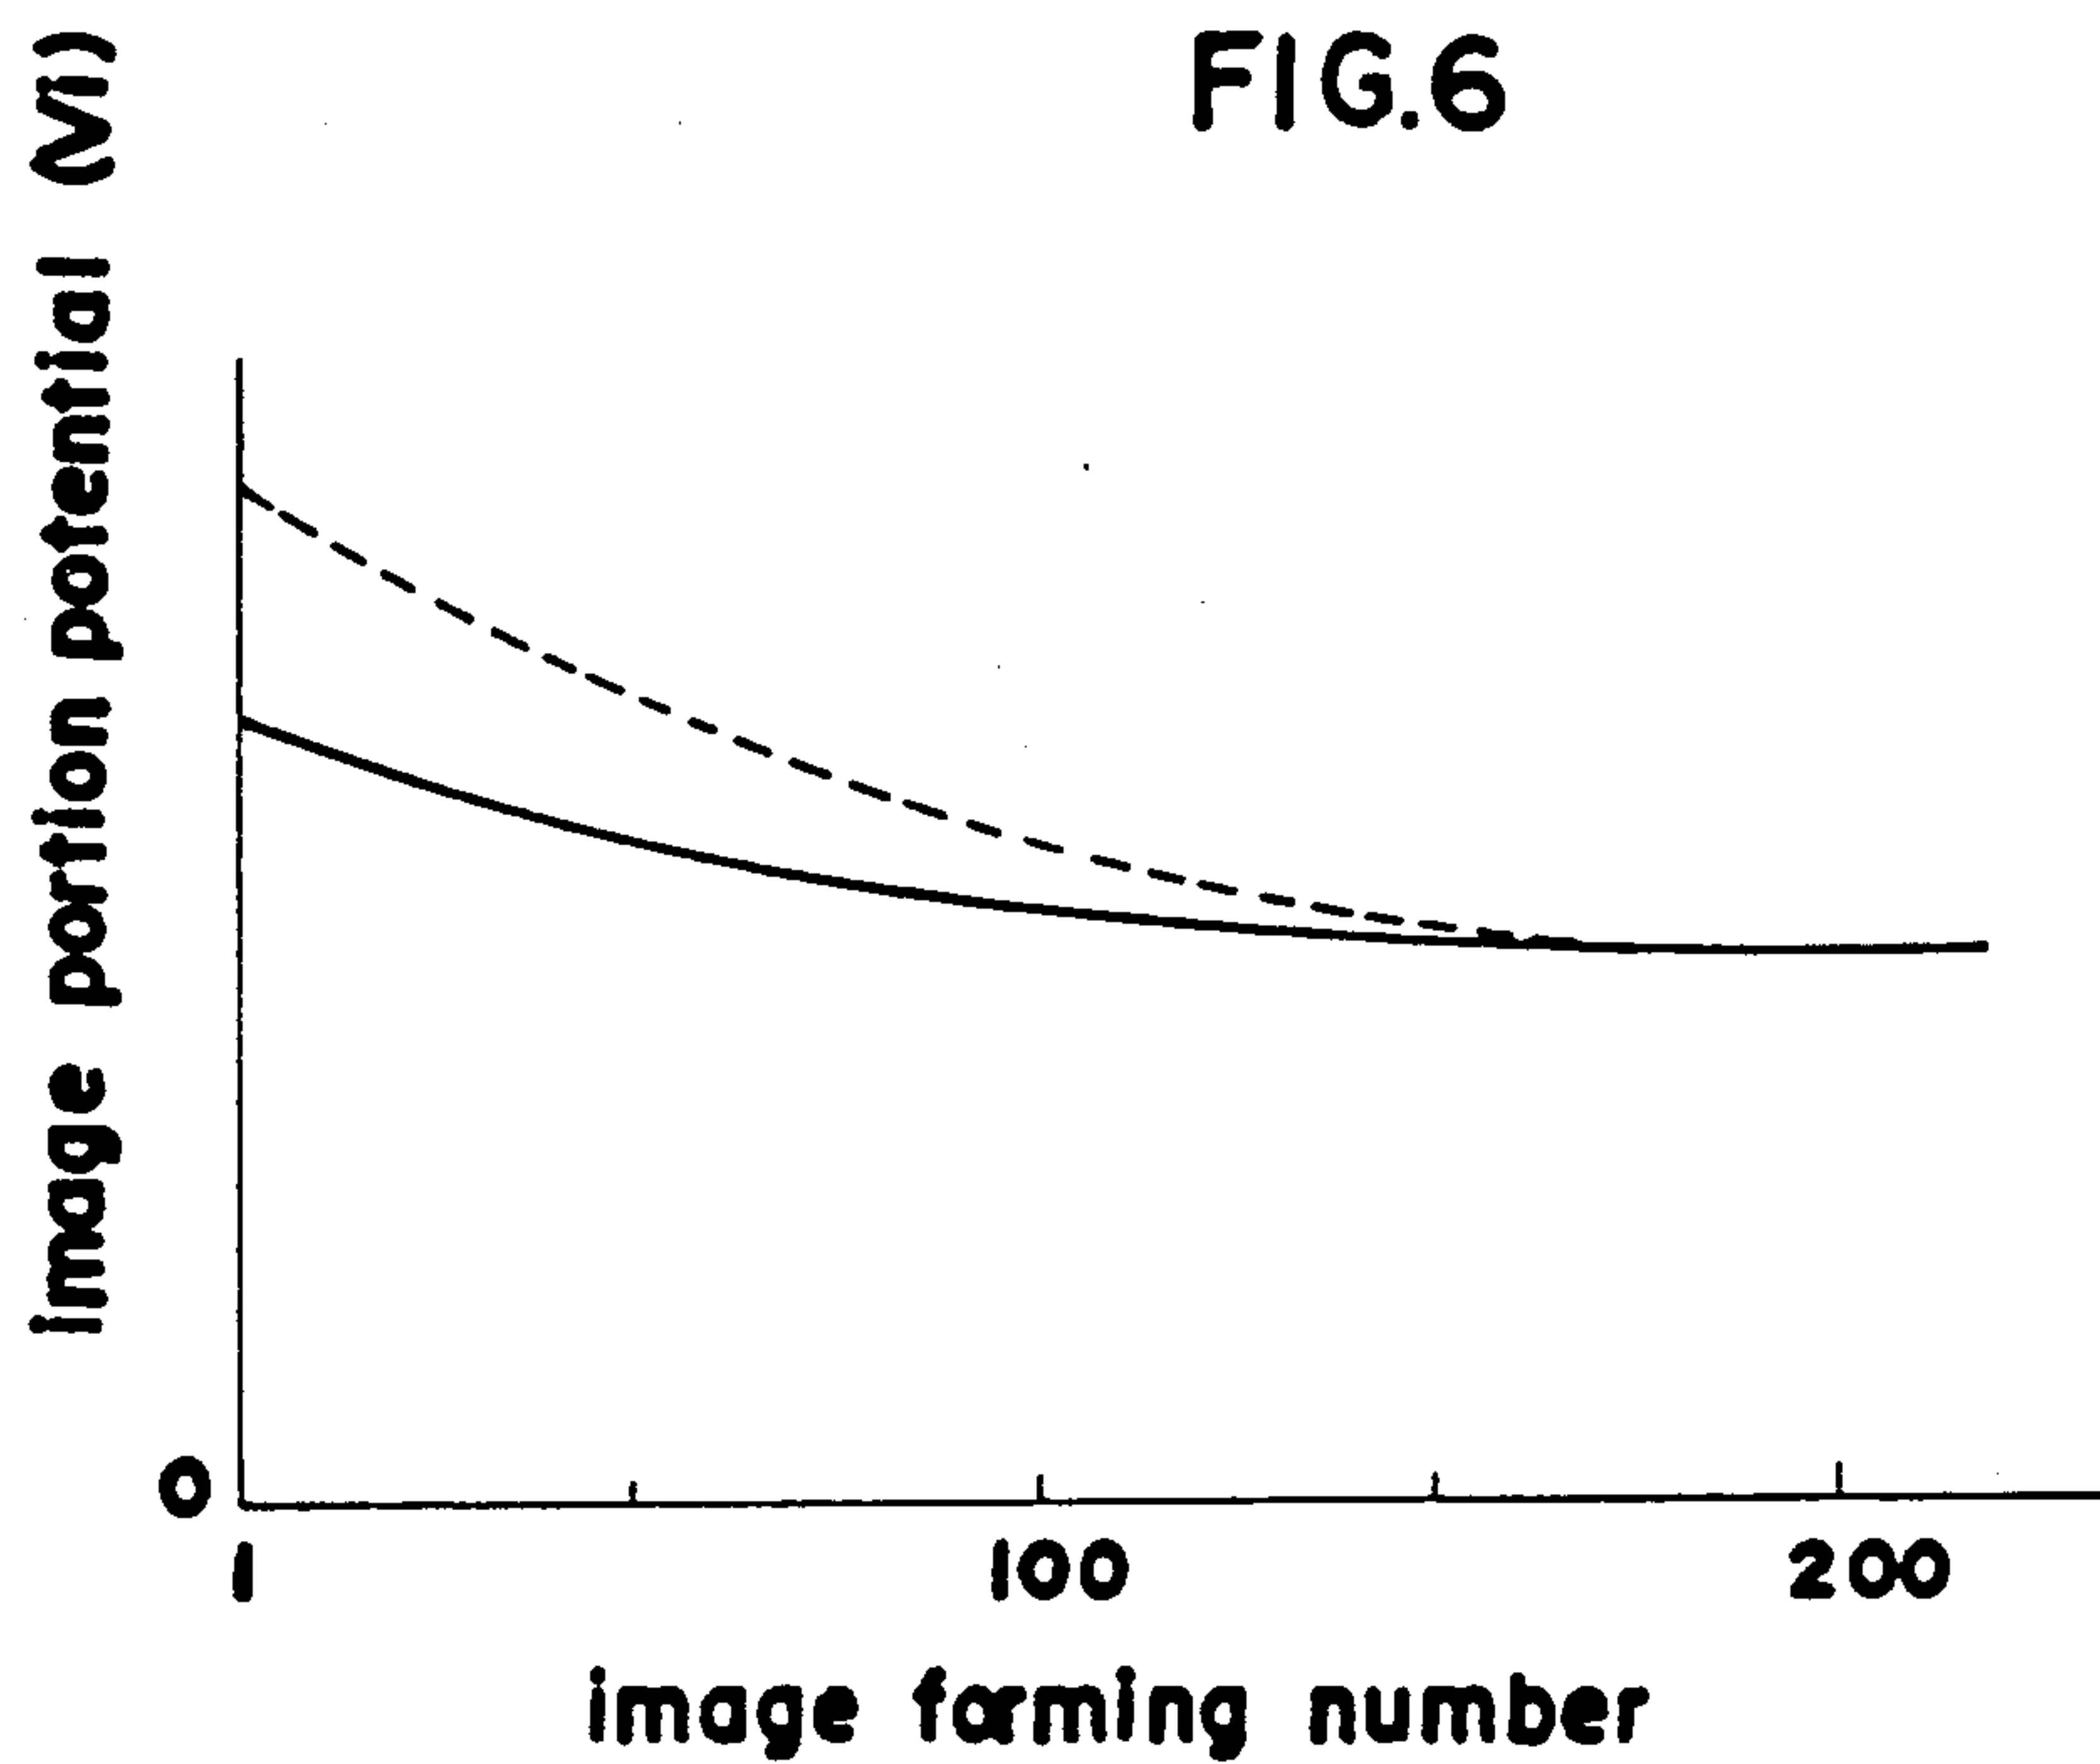 FIG.6
image portion potential (Vi)
0
1 100 200
image forming number